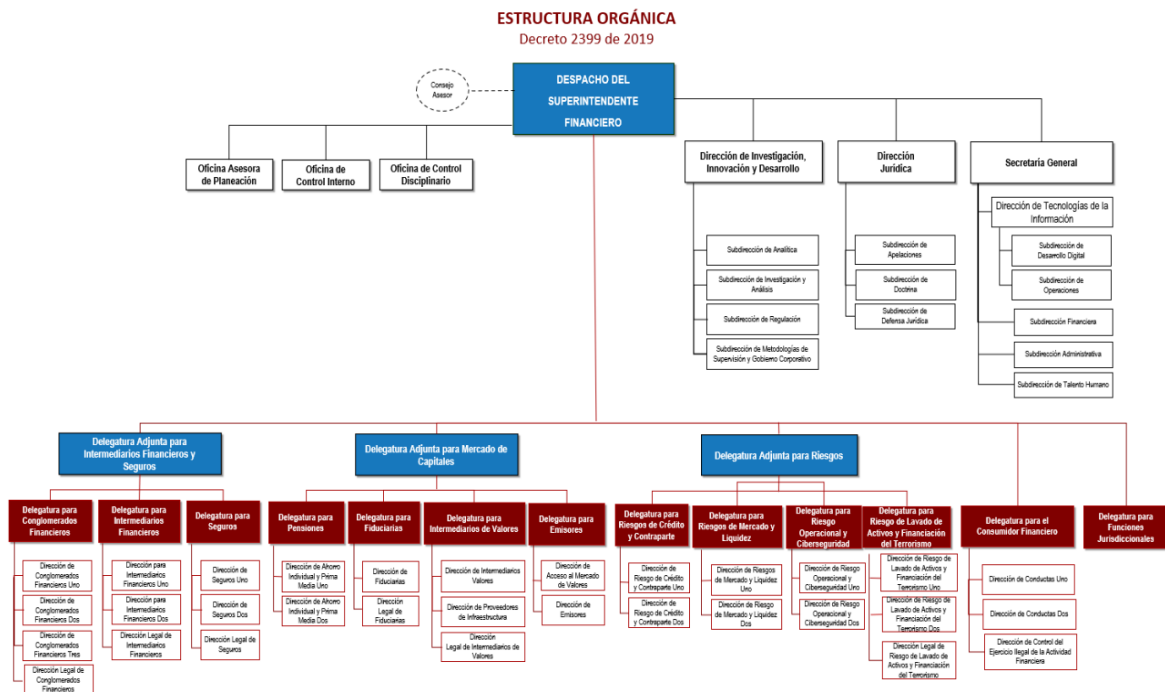 ESTRUCTURA ORGÁNICA
Decreto 2399 de 2019
Consejo
Asesor
DESPACHO DEL
SUPERINTENDENTE
FINANCIERO
Oficina Asesora
de Planeación
Oficina de
Control Interno
Oficina de Control
Disciplinario
Dirección de Investigación,
Innovación y Desarrollo
Dirección
Jurídica
Secretaría General
Subdirección de Analítica
Subdirección de Investigación y
Análisis
Subdirección de Regulación
Subdirección de Metodologías de
Supervisión y Gobierno Corporativo
Subdirección de
Apelaciones
Subdirección de
Doctrina
Subdirección de
Defensa Jurídica
Dirección de Tecnologías de la
Información
Subdirección de
Desarrollo Digital
Subdirección de
Operaciones
Subdirección Financiera
Subdirección Administrativa
Subdirección de Talento Humano
Delegatura Adjunta para
Intermediarios Financieros y
Seguros
Delegatura Adjunta para Mercado de
Capitales
Delegatura Adjunta para Riesgos
Delegatura para
Conglomerados
Financieros
Dirección de
Conglomerados
Financieros Uno
Dirección de
Conglomerados
Financieros Dos
Dirección de
Conglomerados
Financieros Tres
Dirección Legal de
Conglomerados
Financieros
Delegatura para
Intermediarios
Financieros
Dirección para
Intermediarios
Financieros Uno
Dirección para
Intermediarios
Financieros Dos
Dirección Legal de
Intermediarios
Financieros
Delegatura para
Seguros
Dirección de
Seguros Uno
Dirección de
Seguros Dos
Dirección Legal de
Seguros
Delegatura para
Pensiones
Dirección de Ahorro
Individual y Prima
Media Uno
Dirección de Ahorro
Individual y Prima
Media Dos
Delegatura para
Fiduciarias
Dirección de
Fiduciarias
Dirección
Legal de
Fiduciarias
Delegatura para
Intermediarios de Valores
Dirección de Intermediarios
Valores
Dirección de Proveedores
de Infraestructura
Dirección
Legal de Intermediarios de
Valores
Delegatura para
Emisores
Dirección de
Acceso al Mercado
de Valores
Dirección de
Emisores
Delegatura para
Riesgos de Crédito
y Contraparte
Dirección de
Riesgo de Crédito
y Contraparte Uno
Dirección de
Riesgo de Crédito
y Contraparte Dos
Delegatura para
Riesgos de Mercado y
Liquidez
Dirección de Riesgos
de Mercado y Liquidez
Uno
Dirección de Riesgo
de Mercado y Liquidez
Dos
Delegatura para
Riesgo
Operacional y
Ciberseguridad
Dirección de Riesgo
Operacional y
Ciberseguridad Uno
Dirección de Riesgo
Operacional y
Ciberseguridad Dos
Delegatura para
Riesgo de Lavado de
Activos y Financiación
del Terrorismo
Dirección de Riesgo de
Lavado de Activos y
Financiación del
Terrorismo Uno
Dirección de Riesgo de
Lavado de Activos y
Financiación del
Terrorismo Dos
Dirección Legal de
Riesgo de Lavado de
Activos y Financiación
del Terrorismo
Delegatura para el
Consumidor Financiero
Dirección de Conductas Uno
Dirección de Conductas Dos
Dirección de Control del
Ejercicio Ilegal de la Actividad
Financiera
Delegatura para
Funciones
Jurisdiccionales